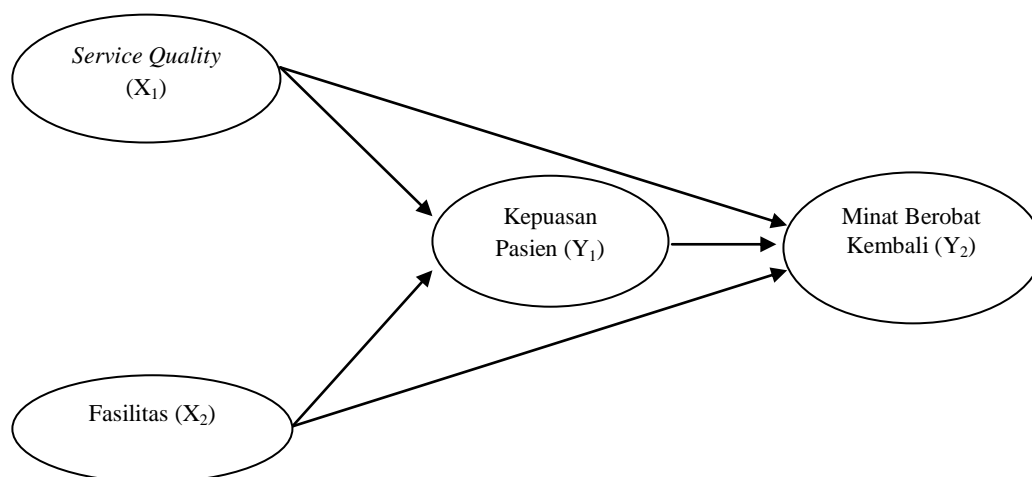 Service Quality
(X₁)
Kepuasan
Pasien (Y₁)
Minat Berobat
Kembali (Y₂)
Fasilitas (X₂)